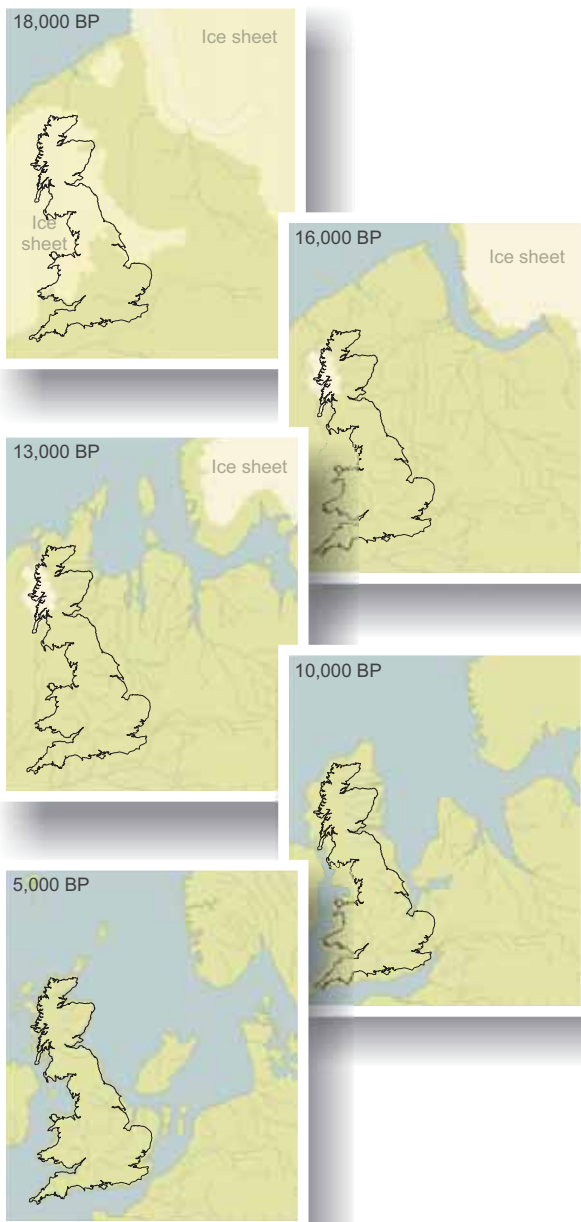 18,000 BP
Ice sheet
Ice
sheet
16,000 BP
Ice sheet
13,000 BP
Ice sheet
10,000 BP
5,000 BP